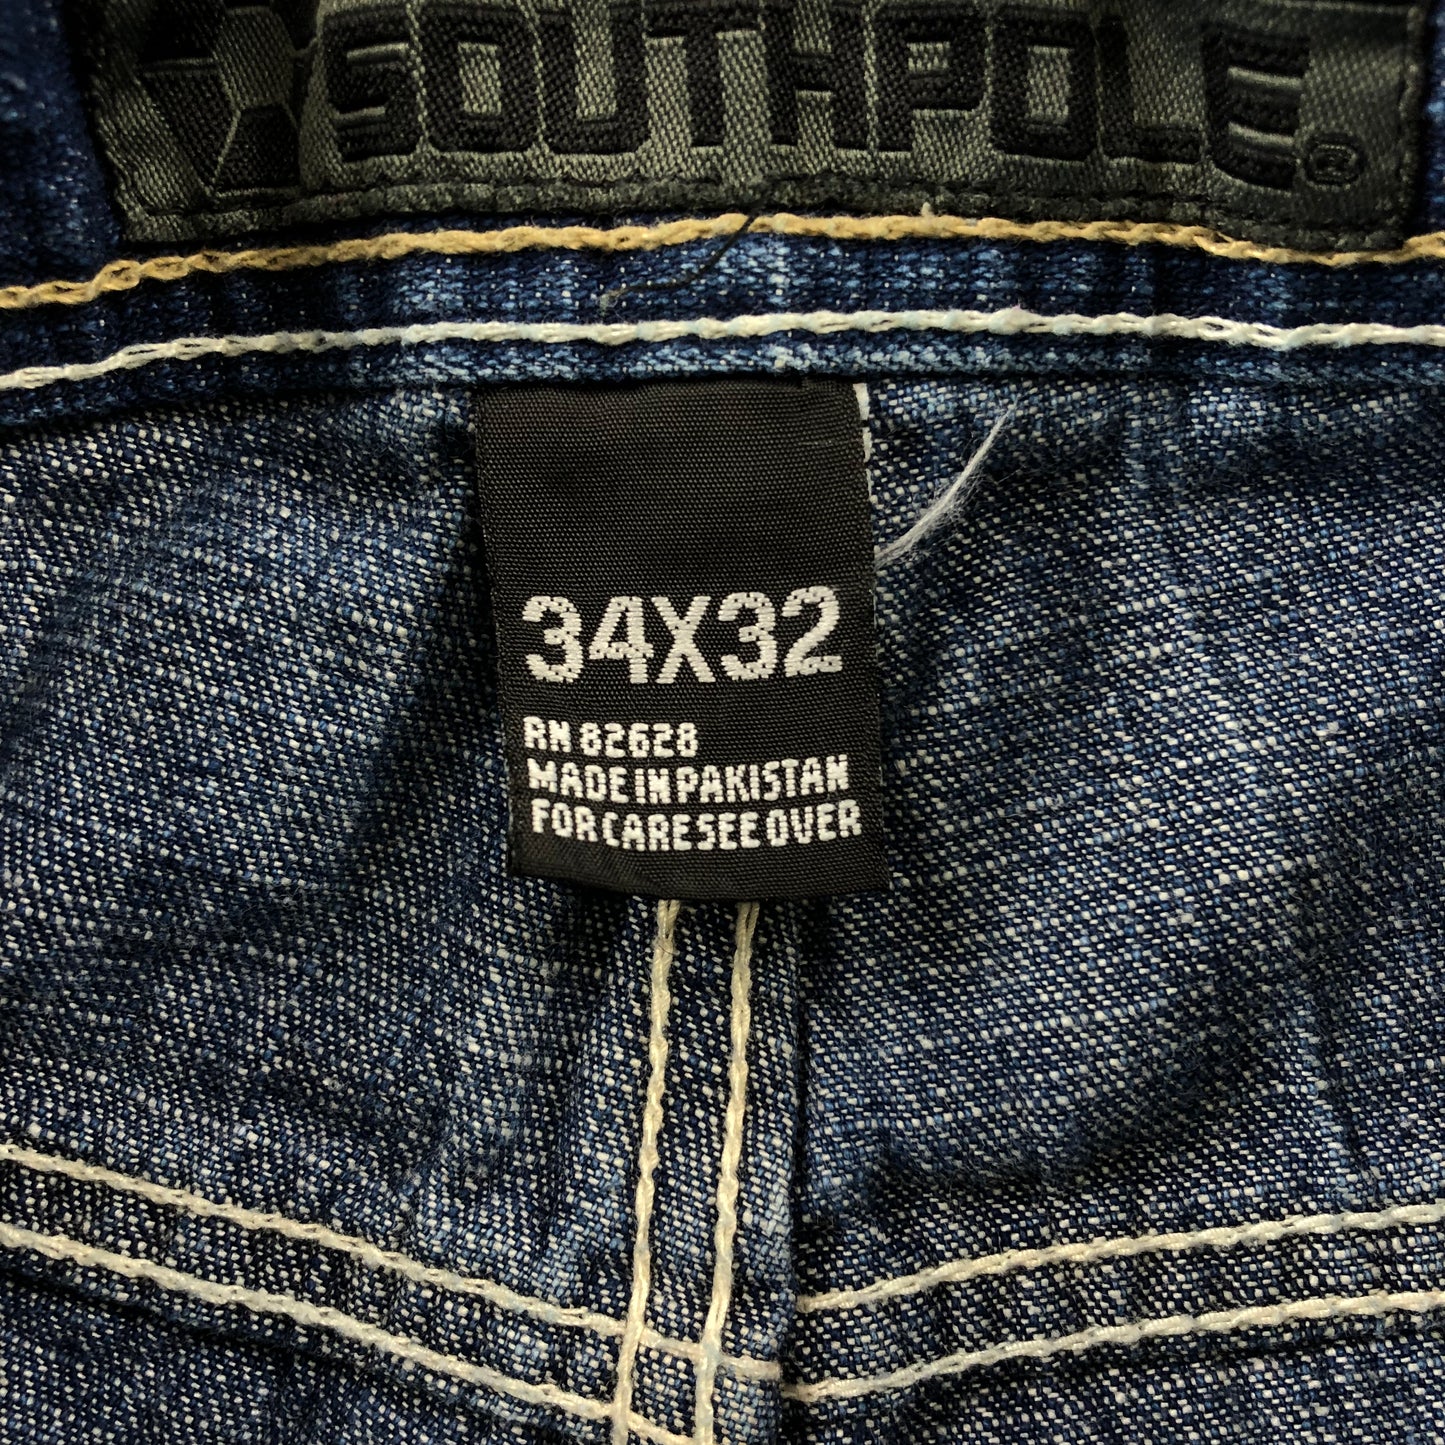 SOUTHPOLE®
34X32
RN 82628
MADE IN PAKISTAN
FOR CARE SEE OVER